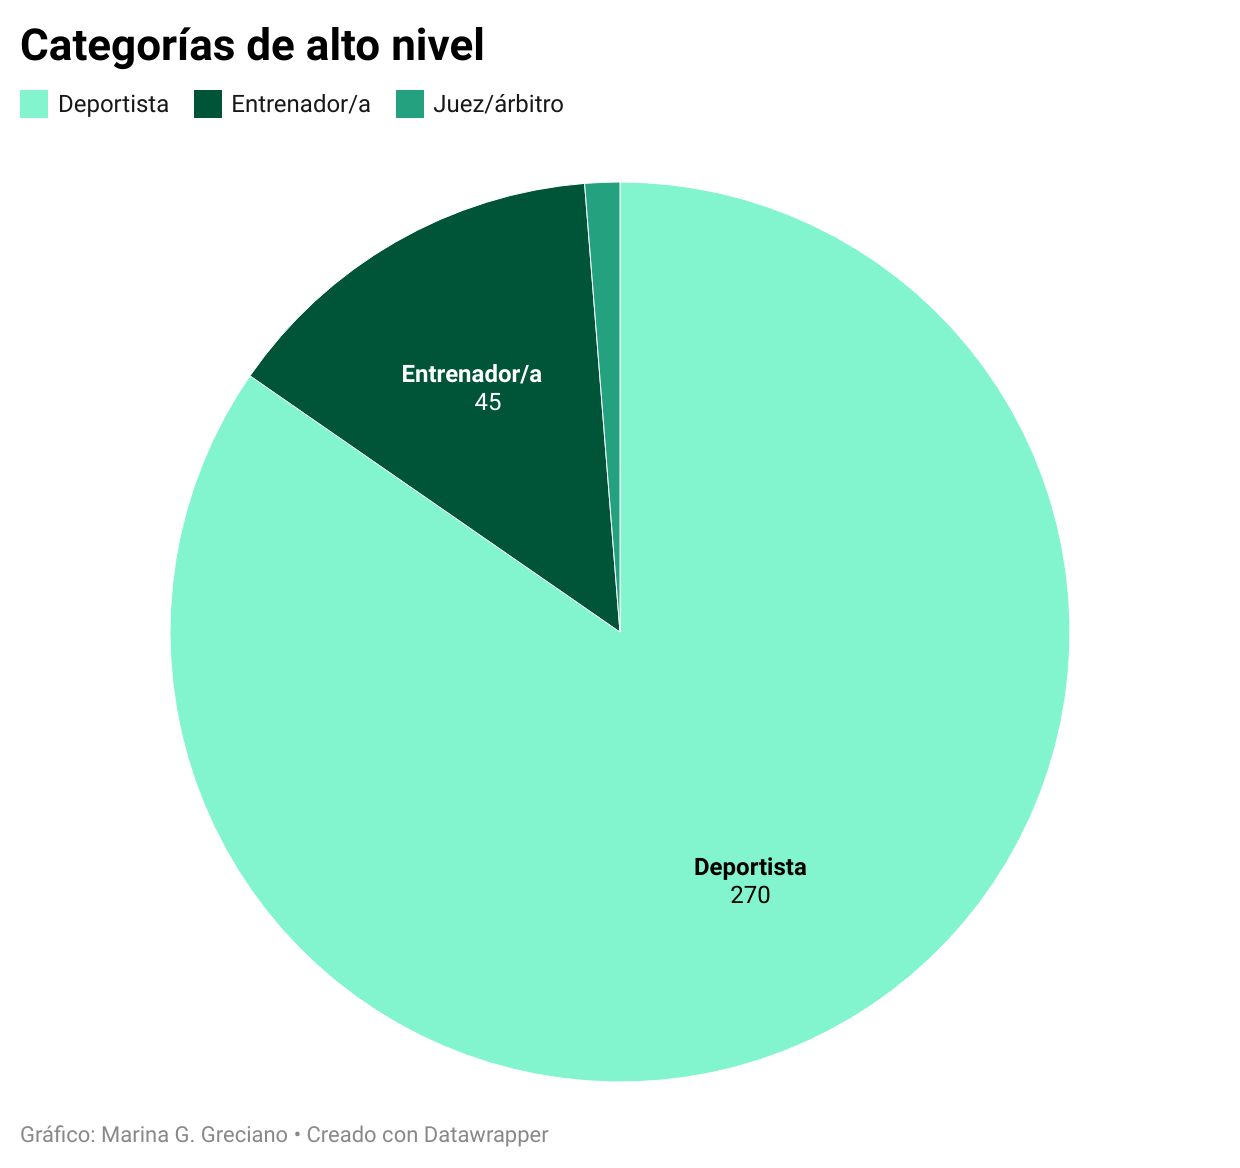 Categorías de alto nivel
Deportista Entrenador/a Juez/árbitro
Entrenador/a
45
Deportista
270
Gráfico: Marina G. Greciano • Creado con Datawrapper